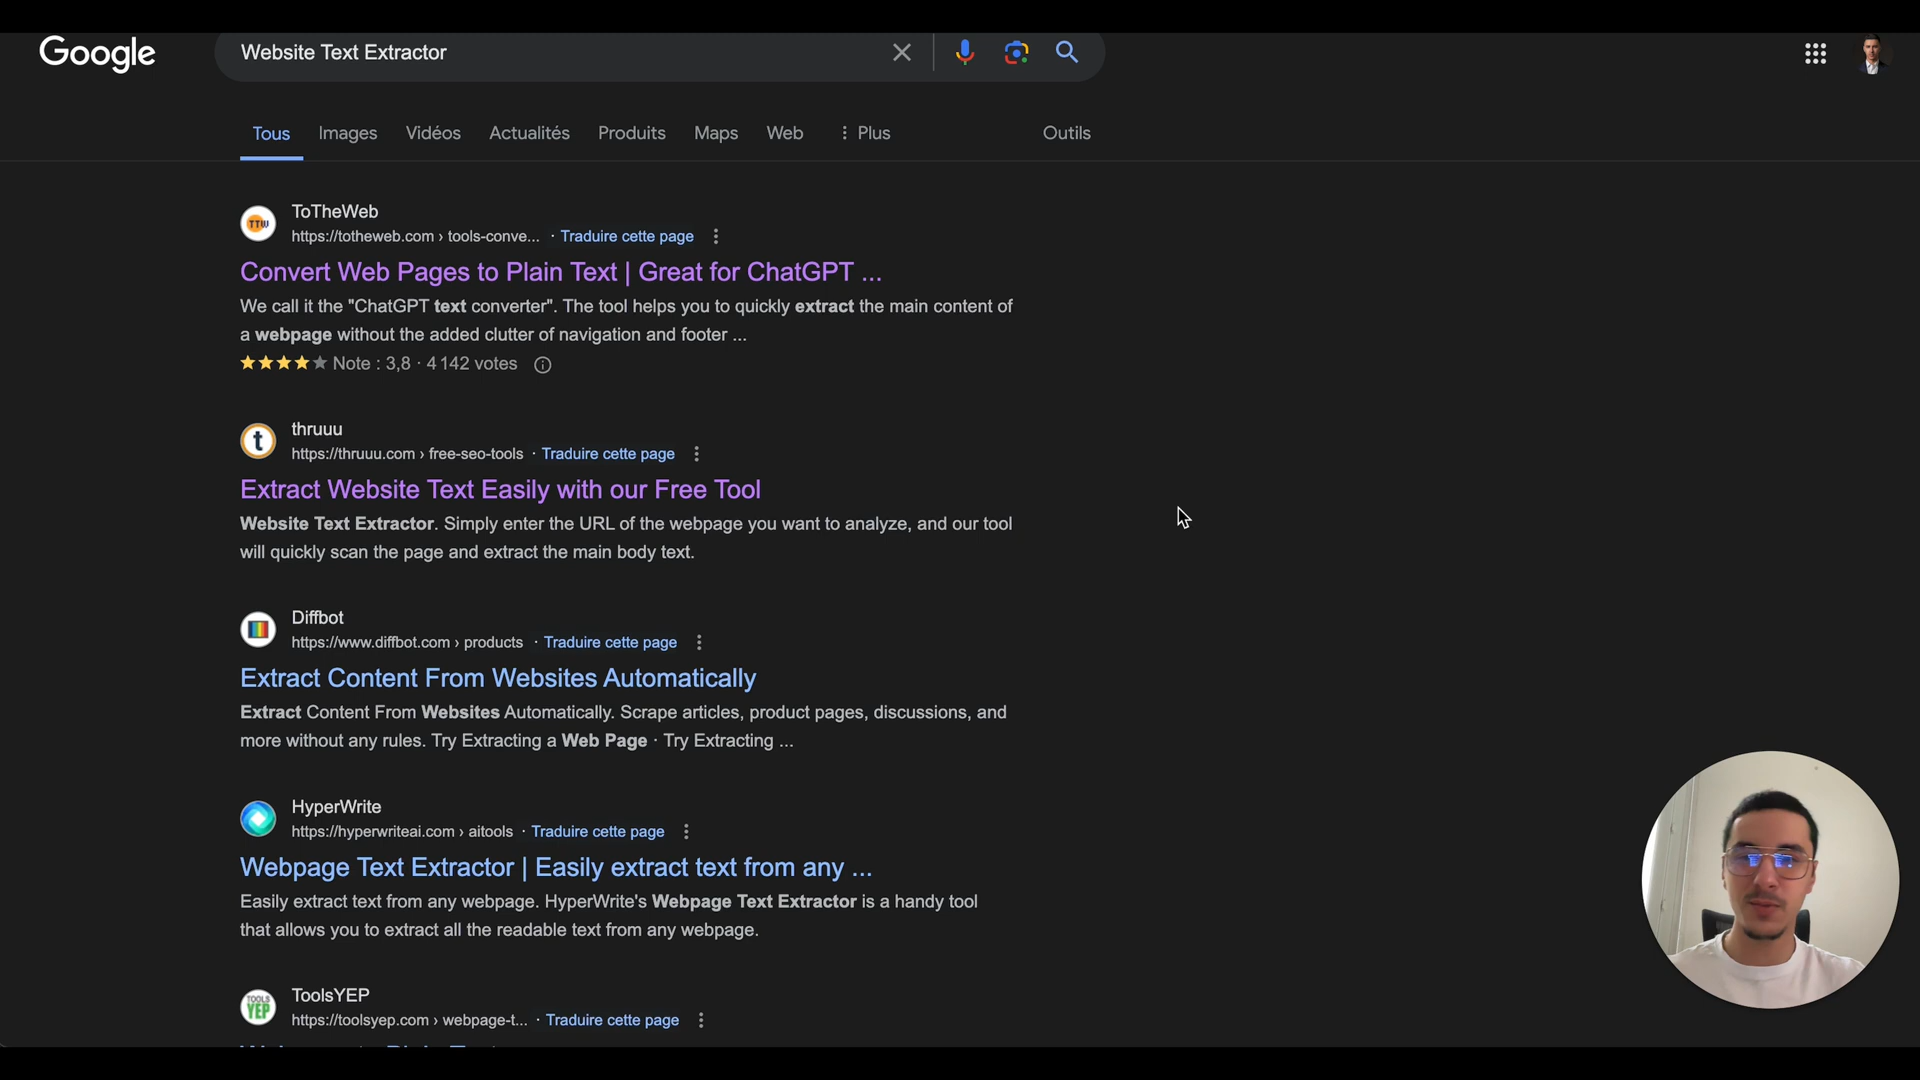 Google
Website Text Extractor
Tous Images Vidéos Actualités Produits Maps Web Plus Outils
TTW
ToTheWeb
https://totheweb.com › tools-conve... · Traduire cette page
Convert Web Pages to Plain Text | Great for ChatGPT ...
We call it the "ChatGPT text converter". The tool helps you to quickly extract the main content of
a webpage without the added clutter of navigation and footer ...
Note : 3,8 · 4 142 votes
t
thruuu
https://thruuu.com › free-seo-tools · Traduire cette page
Extract Website Text Easily with our Free Tool
Website Text Extractor. Simply enter the URL of the webpage you want to analyze, and our tool
will quickly scan the page and extract the main body text.
Diffbot
https://www.diffbot.com › products · Traduire cette page
Extract Content From Websites Automatically
Extract Content From Websites Automatically. Scrape articles, product pages, discussions, and
more without any rules. Try Extracting a Web Page · Try Extracting ...
HyperWrite
https://hyperwriteai.com › aitools · Traduire cette page
Webpage Text Extractor | Easily extract text from any ...
Easily extract text from any webpage. HyperWrite's Webpage Text Extractor is a handy tool
that allows you to extract all the readable text from any webpage.
TOOLS
YEP
ToolsYEP
https://toolsyep.com › webpage-t... · Traduire cette page